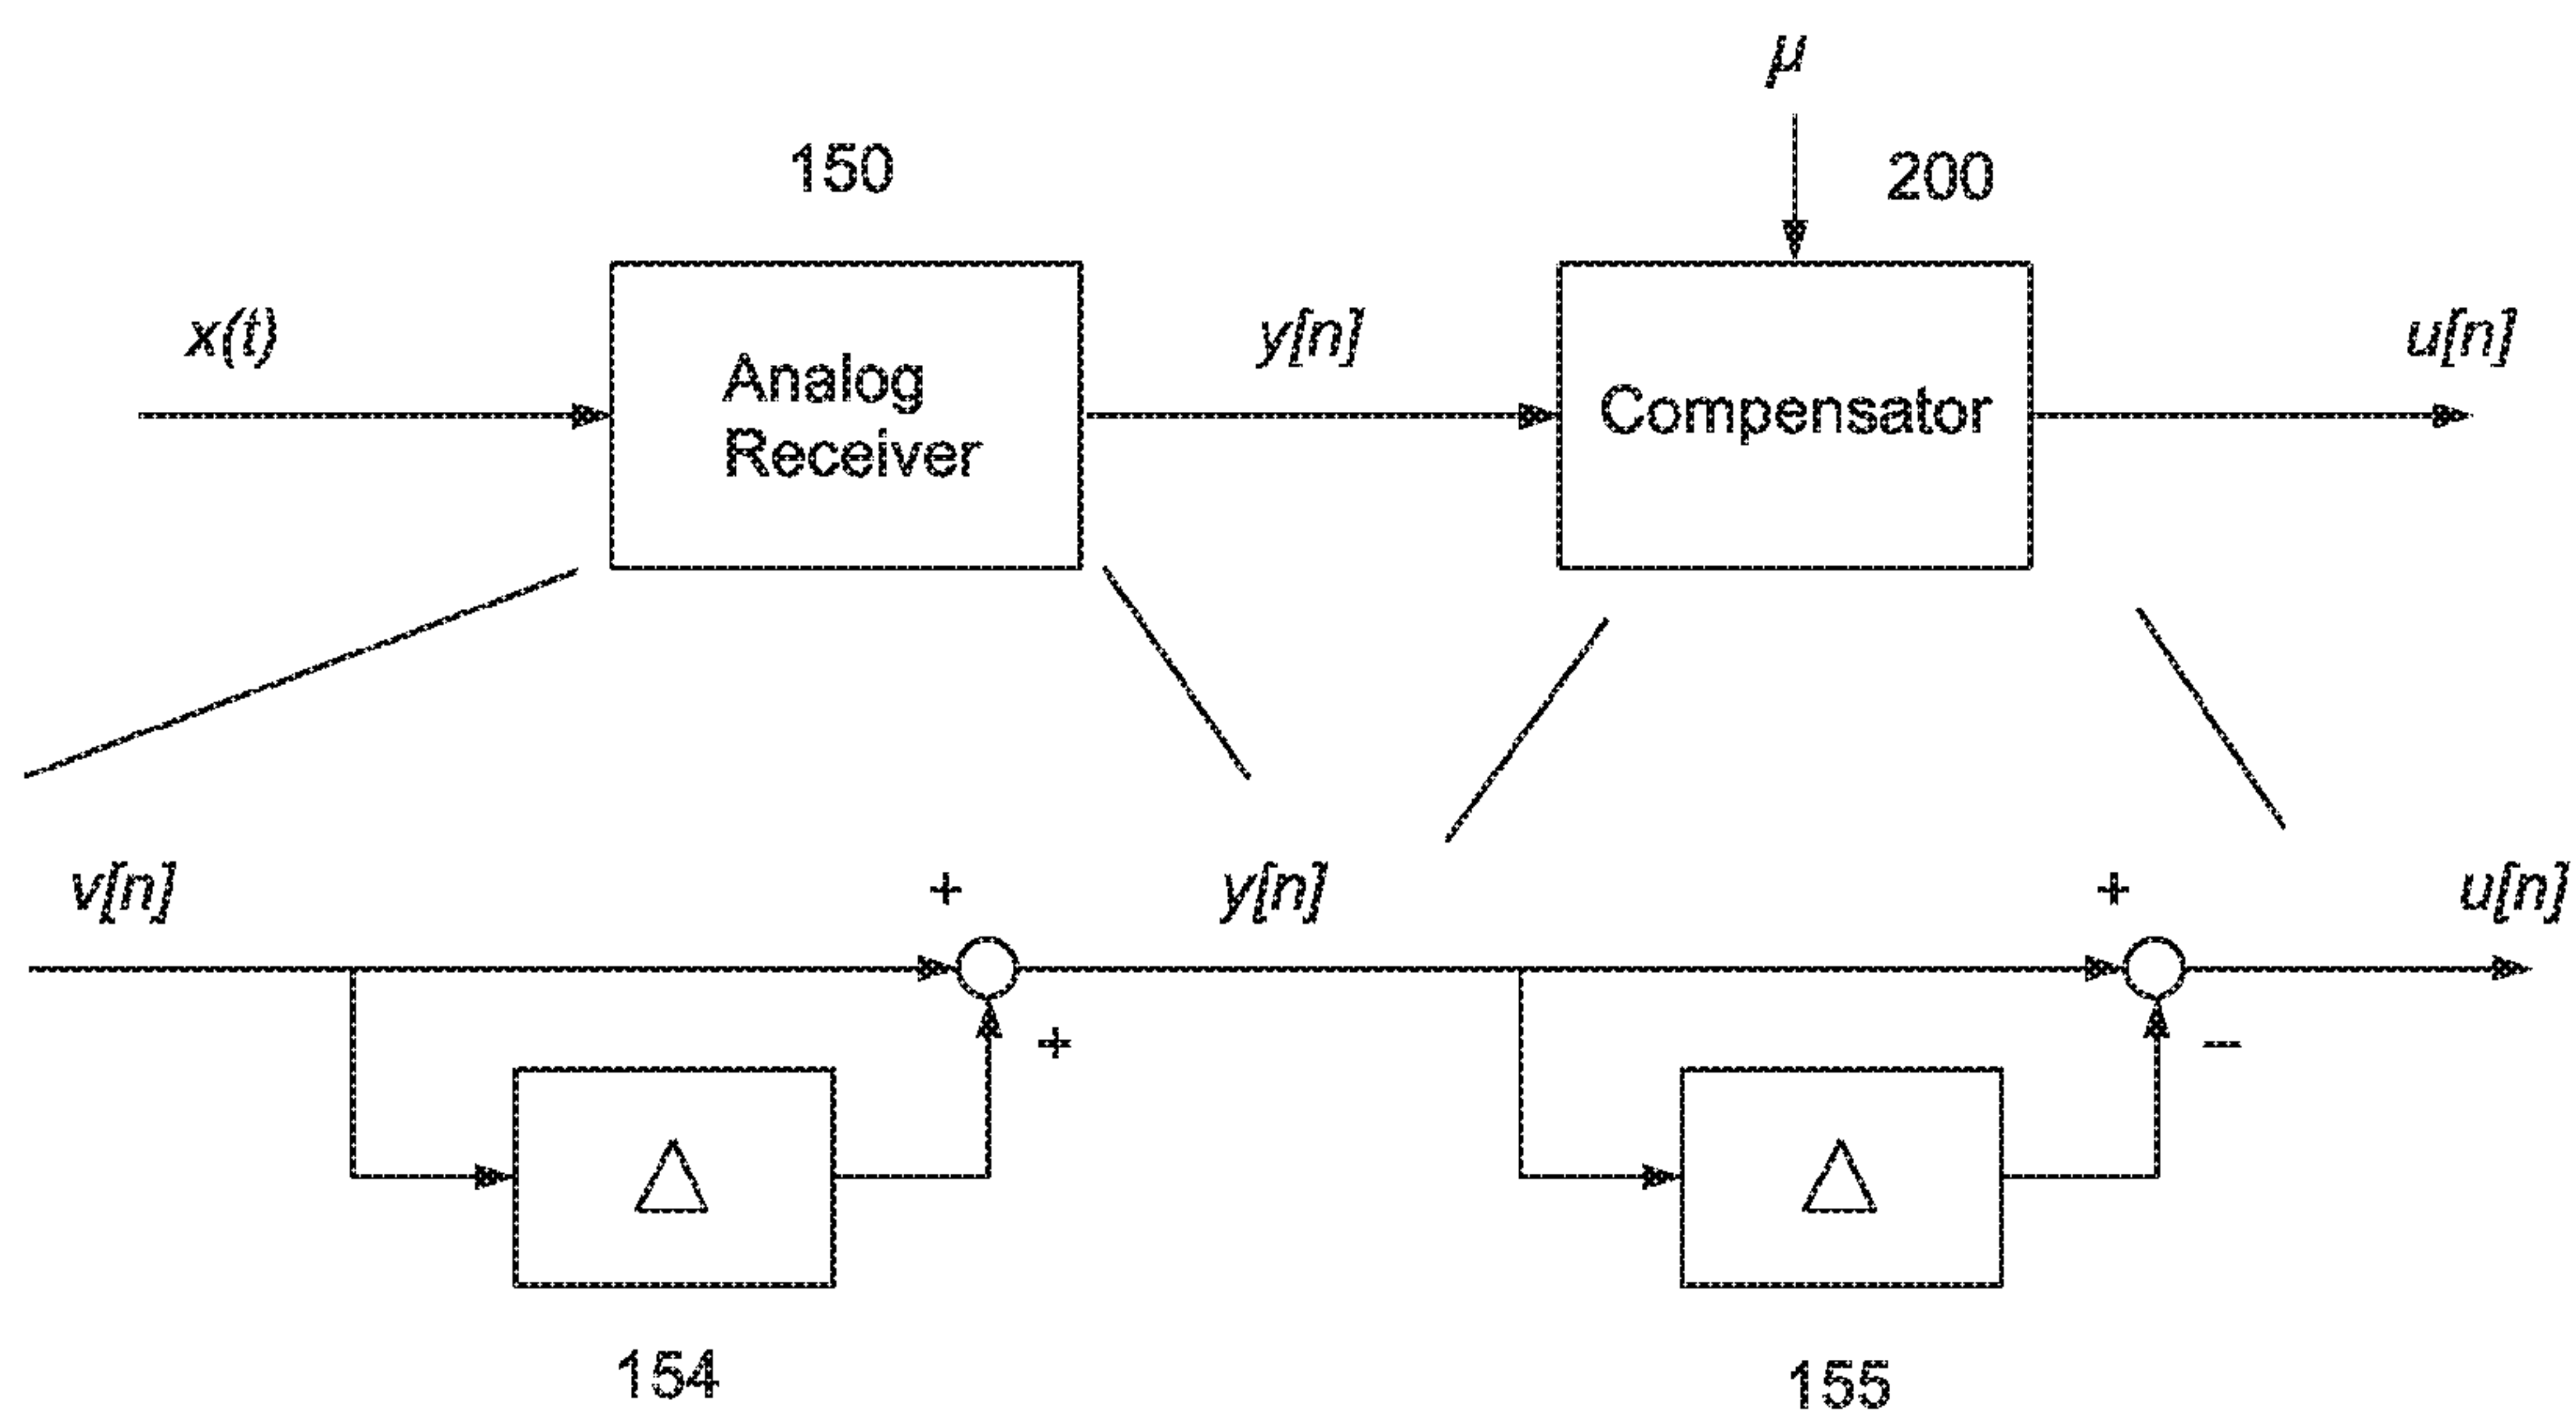 μ
150
200
x(t)
Analog
Receiver
y[n]
Compensator
u[n]
v[n]
+
y[n]
+
u[n]
+
−
Δ
Δ
154
155